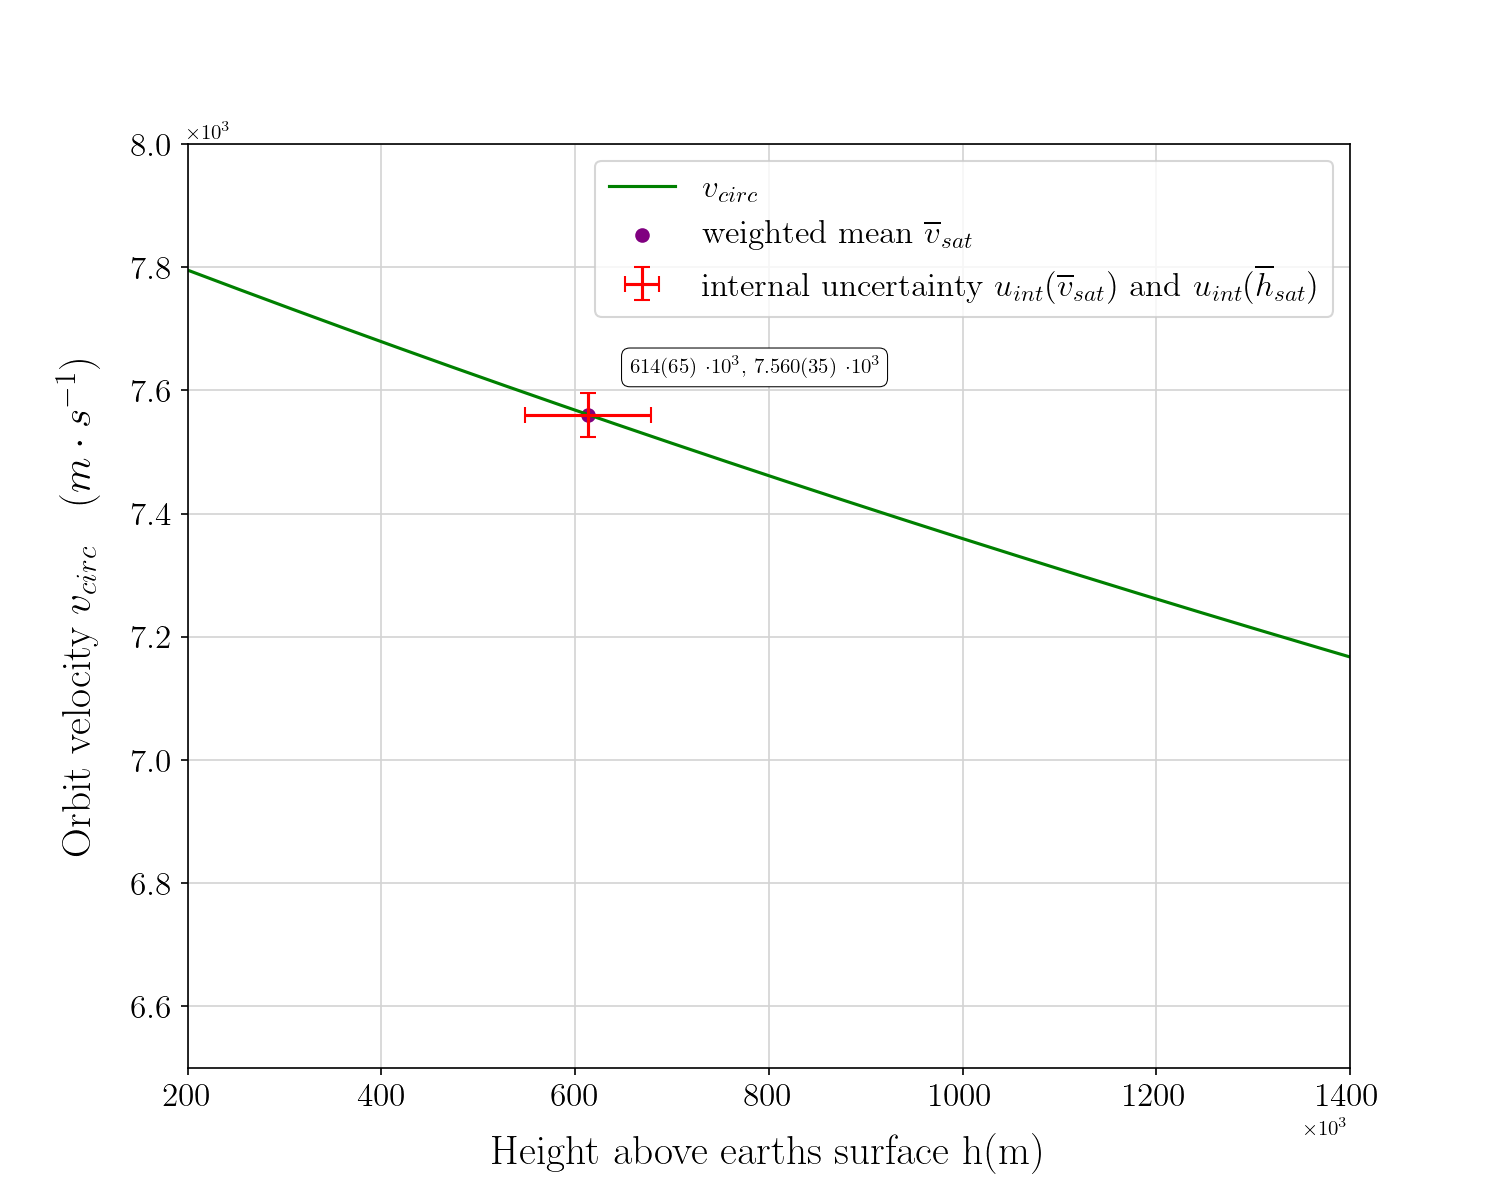 ×10³
8.0
7.8
7.6
7.4
7.2
7.0
6.8
6.6
Orbit velocity v_circ (m · s⁻¹)
v_circ
weighted mean v̅_sat
internal uncertainty u_int(v̅_sat) and u_int(h̅_sat)
614(65) ·10³, 7.560(35) ·10³
200 400 600 800 1000 1200 1400
×10³
Height above earths surface h(m)